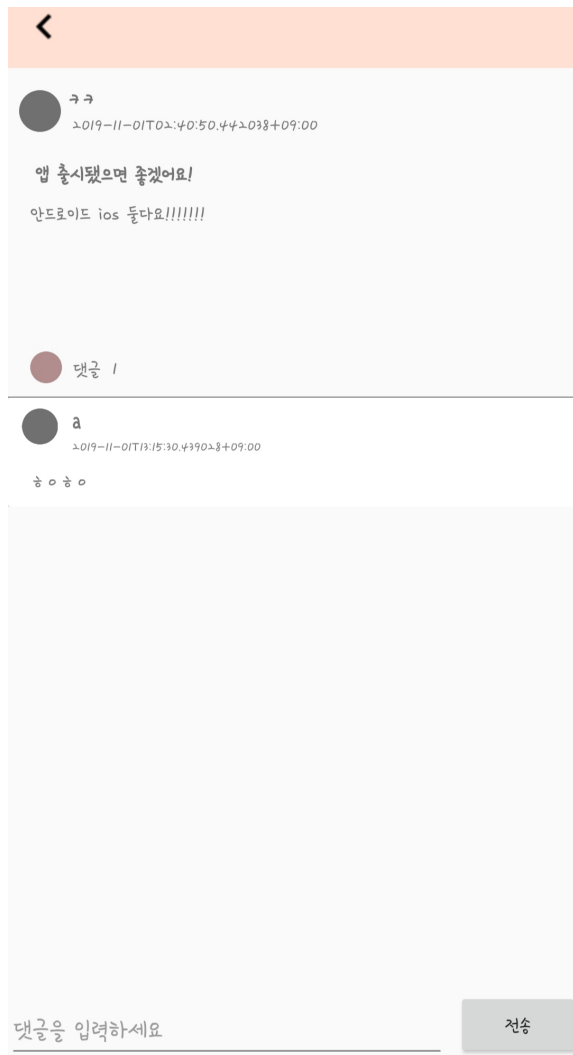 ㅋㅋ
2019-11-01T02:40:50.442038+09:00
앱 출시됐으면 좋겠어요!
안드로이드 ios 둘다요!!!!!!!
댓글 1
a
2019-11-01T13:15:30.439028+09:00
ㅎㅇㅎㅇ
댓글을 입력하세요
전송